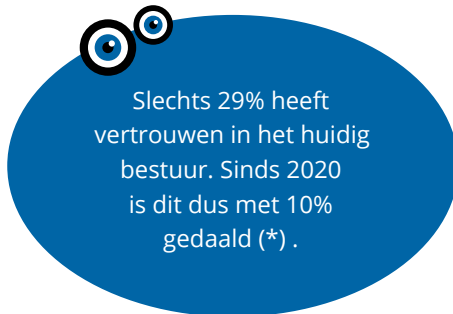 Slechts 29% heeft
vertrouwen in het huidig
bestuur. Sinds 2020
is dit dus met 10%
gedaald (*) .